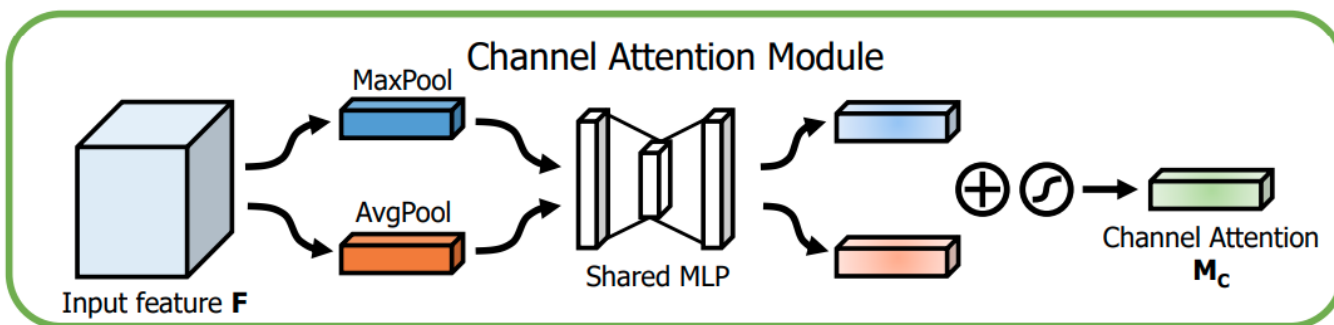 Channel Attention Module
MaxPool
AvgPool
Shared MLP
Input feature F
Channel Attention
Mc